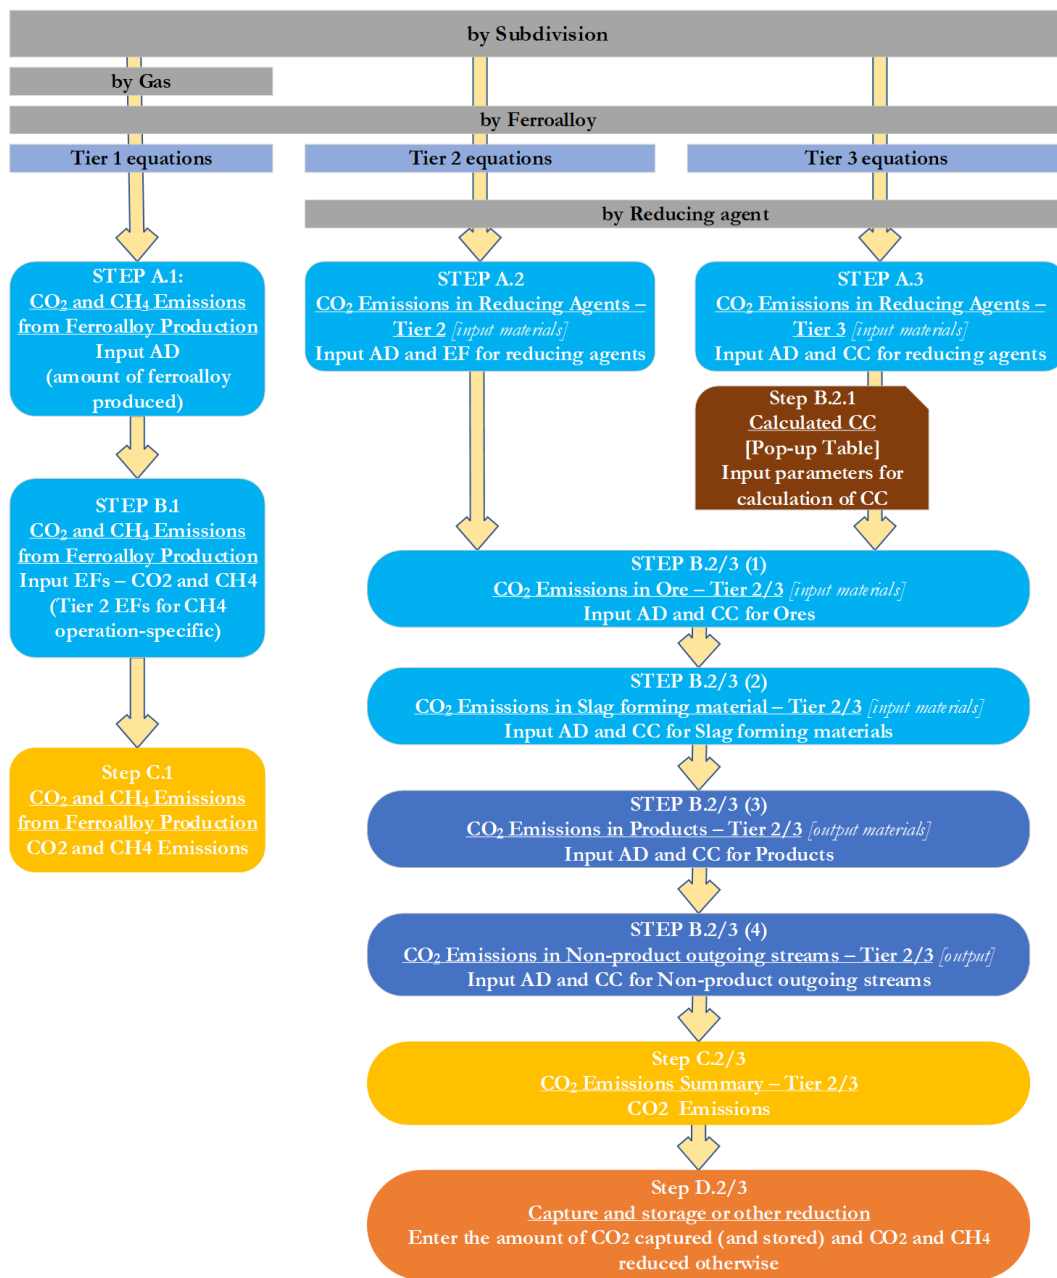 by Subdivision
by Gas
by Ferroalloy
Tier 1 equations
Tier 2 equations
Tier 3 equations
by Reducing agent
STEP A.1:
CO₂ and CH₄ Emissions
from Ferroalloy Production
Input AD
(amount of ferroalloy
produced)
STEP B.1
CO₂ and CH₄ Emissions
from Ferroalloy Production
Input EFs – CO2 and CH4
(Tier 2 EFs for CH4
operation-specific)
Step C.1
CO₂ and CH₄ Emissions
from Ferroalloy Production
CO2 and CH4 Emissions
STEP A.2
CO₂ Emissions in Reducing Agents –
Tier 2 [input materials]
Input AD and EF for reducing agents
STEP A.3
CO₂ Emissions in Reducing Agents –
Tier 3 [input materials]
Input AD and CC for reducing agents
Step B.2.1
Calculated CC
[Pop-up Table]
Input parameters for
calculation of CC
STEP B.2/3 (1)
CO₂ Emissions in Ore – Tier 2/3 [input materials]
Input AD and CC for Ores
STEP B.2/3 (2)
CO₂ Emissions in Slag forming material – Tier 2/3 [input materials]
Input AD and CC for Slag forming materials
STEP B.2/3 (3)
CO₂ Emissions in Products – Tier 2/3 [output materials]
Input AD and CC for Products
STEP B.2/3 (4)
CO₂ Emissions in Non-product outgoing streams – Tier 2/3 [output]
Input AD and CC for Non-product outgoing streams
Step C.2/3
CO₂ Emissions Summary – Tier 2/3
CO2 Emissions
Step D.2/3
Capture and storage or other reduction
Enter the amount of CO₂ captured (and stored) and CO₂ and CH₄
reduced otherwise